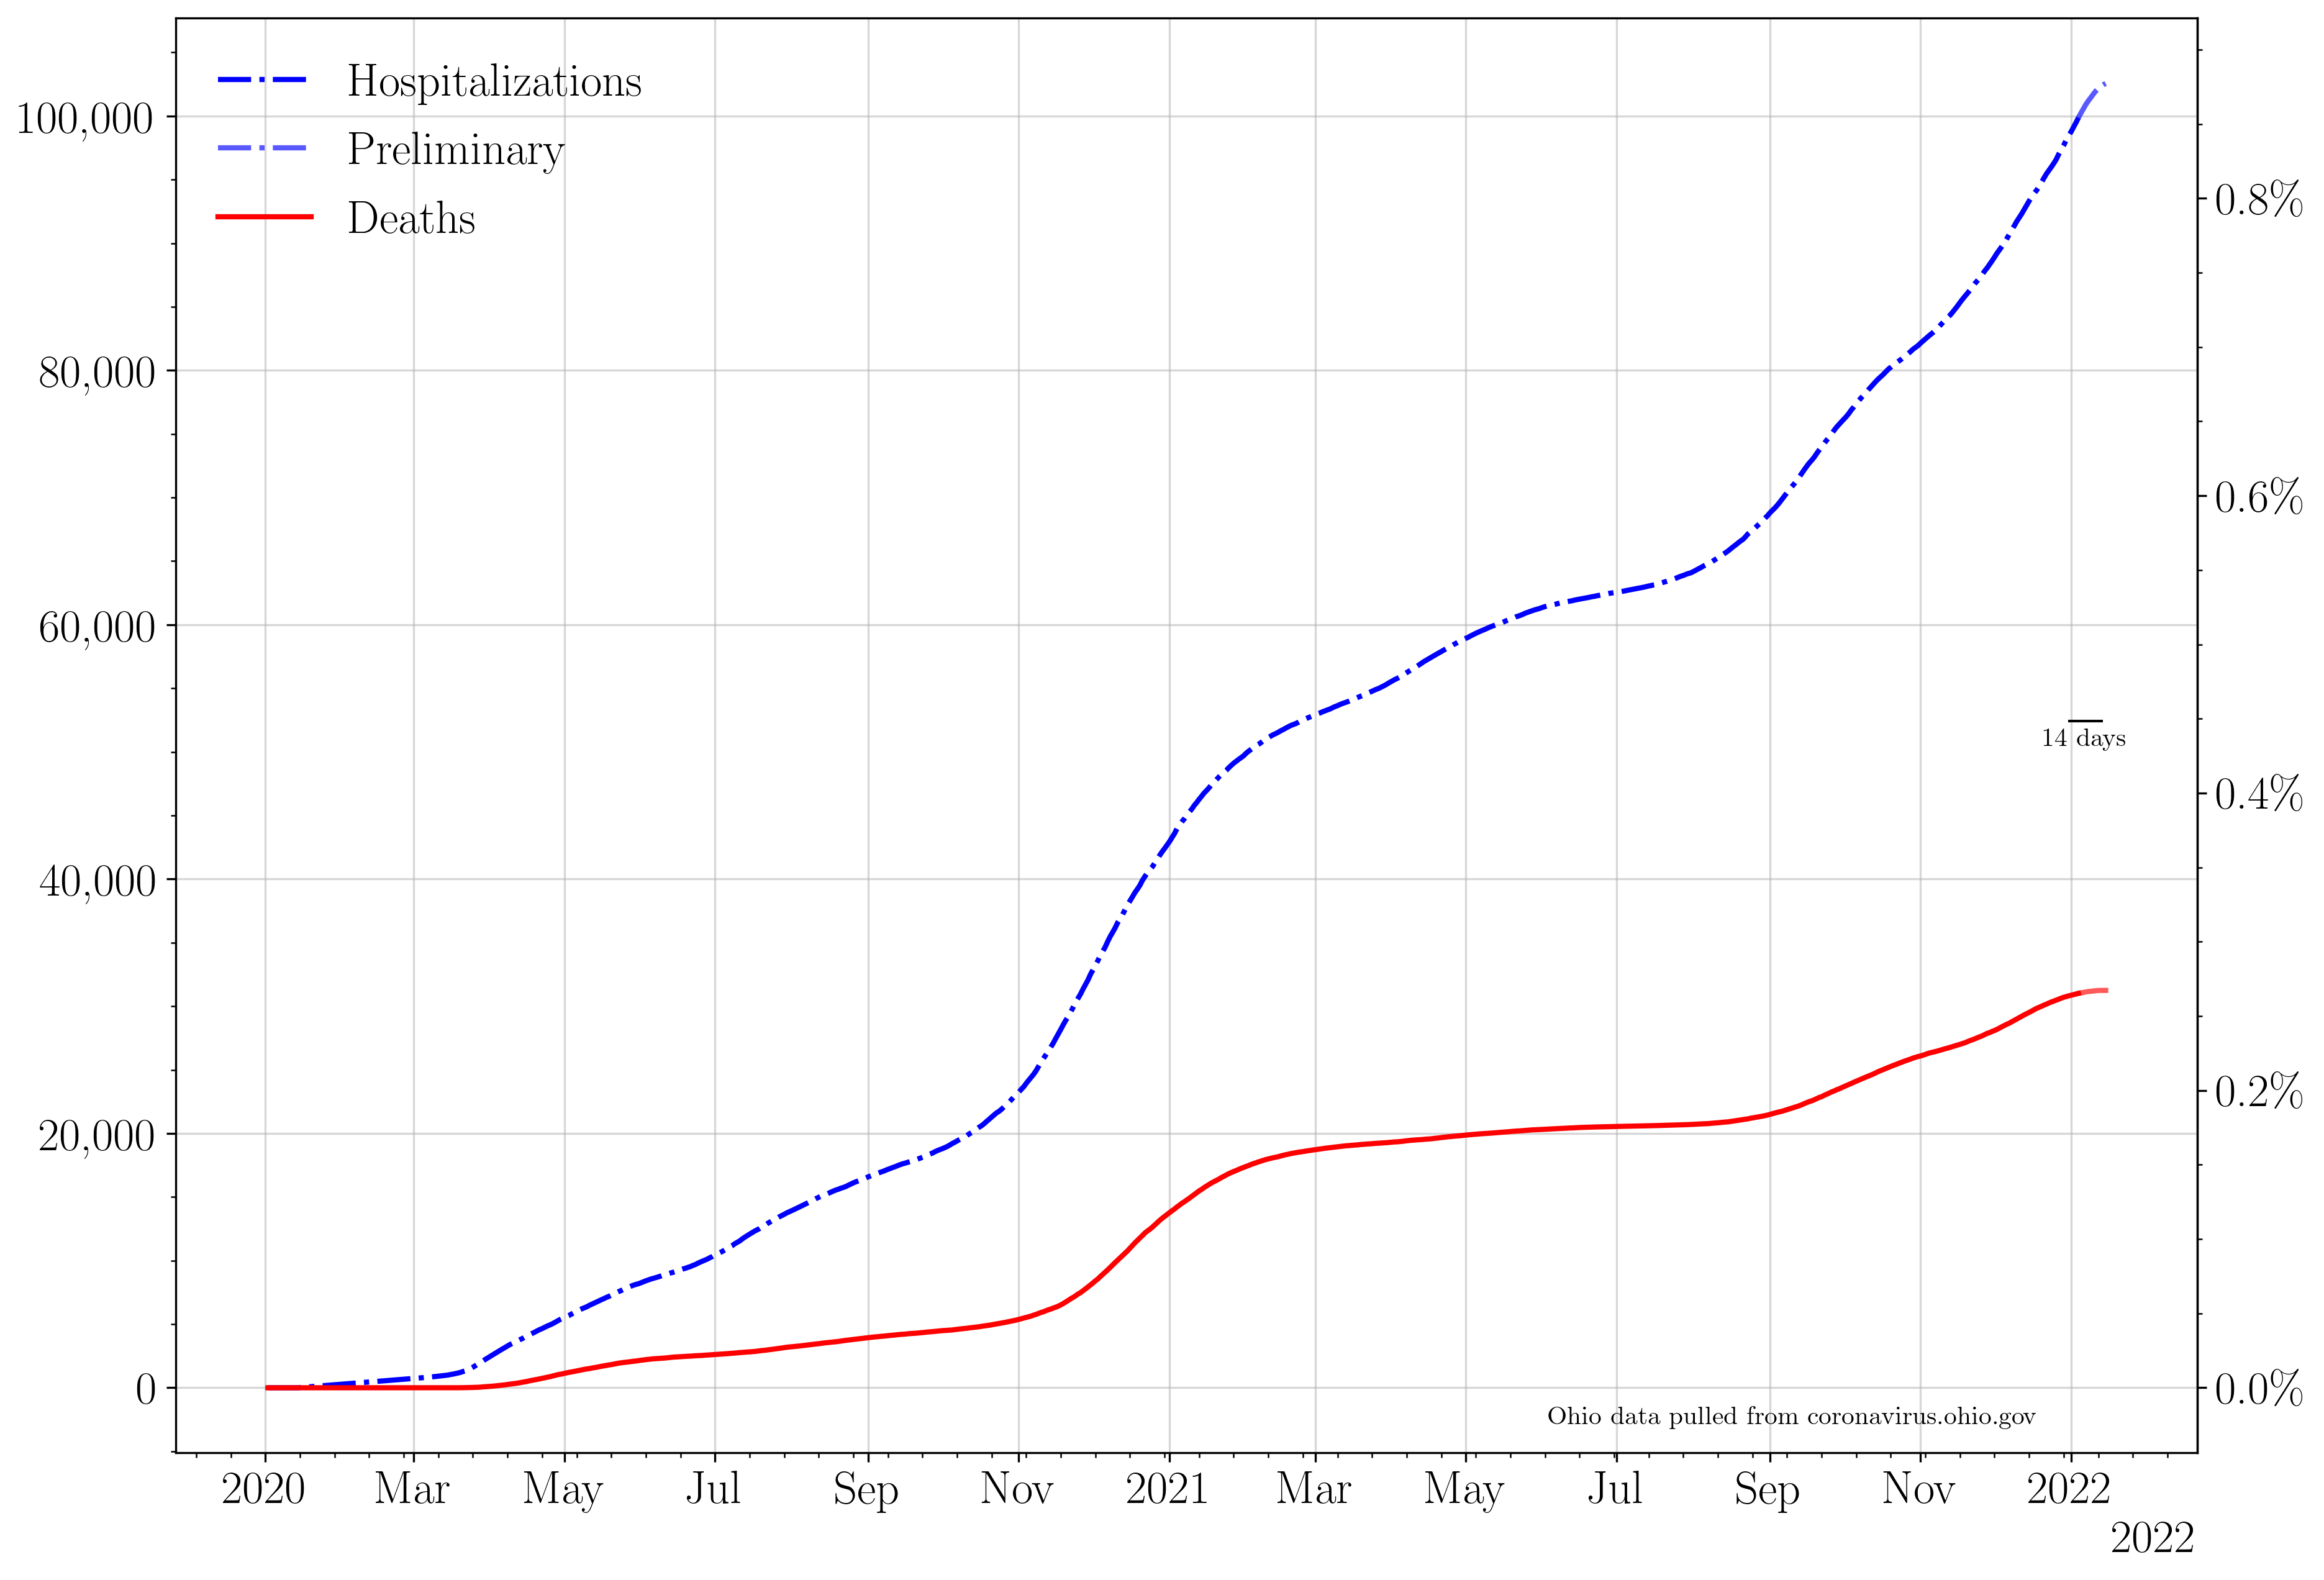 Hospitalizations
Preliminary
Deaths
100,000
80,000
60,000
40,000
20,000
0
0.8%
0.6%
0.4%
0.2%
0.0%
14 days
Ohio data pulled from coronavirus.ohio.gov
2020 Mar May Jul Sep Nov 2021 Mar May Jul Sep Nov 2022
2022